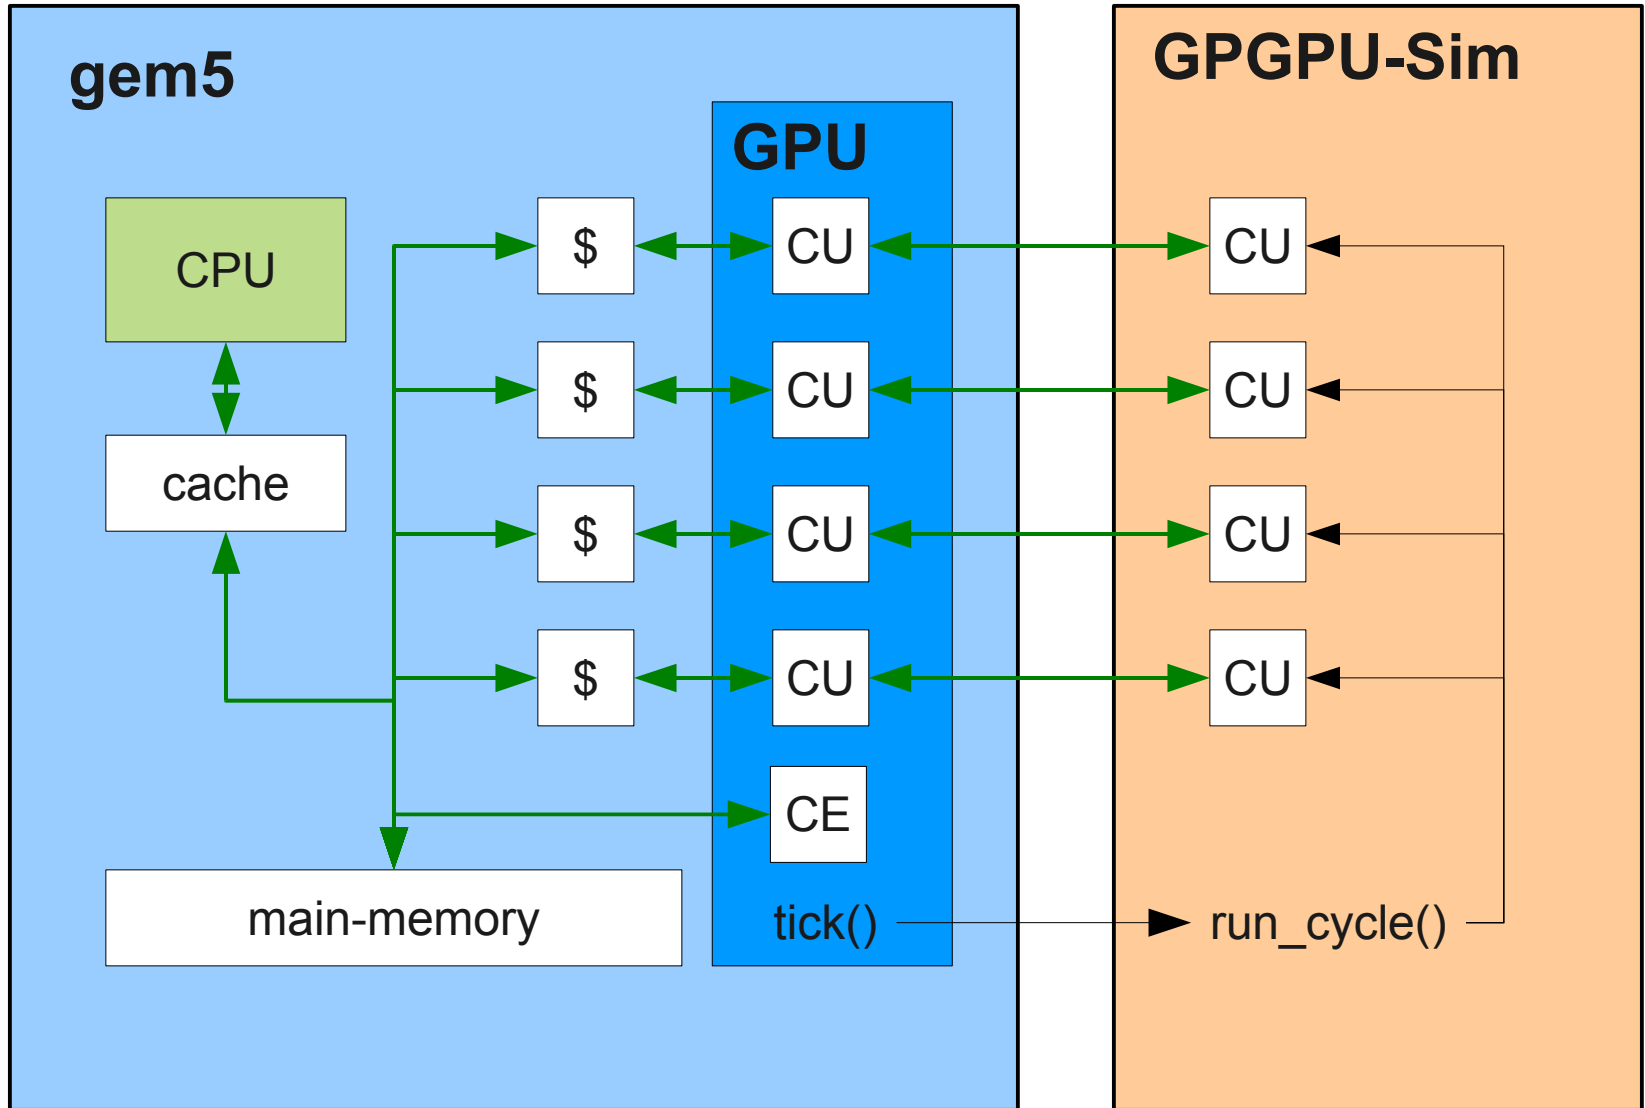 gem5
GPGPU-Sim
GPU
CPU
$
CU
CU
$
CU
CU
cache
$
CU
CU
$
CU
CU
CE
main-memory
tick()
run_cycle()